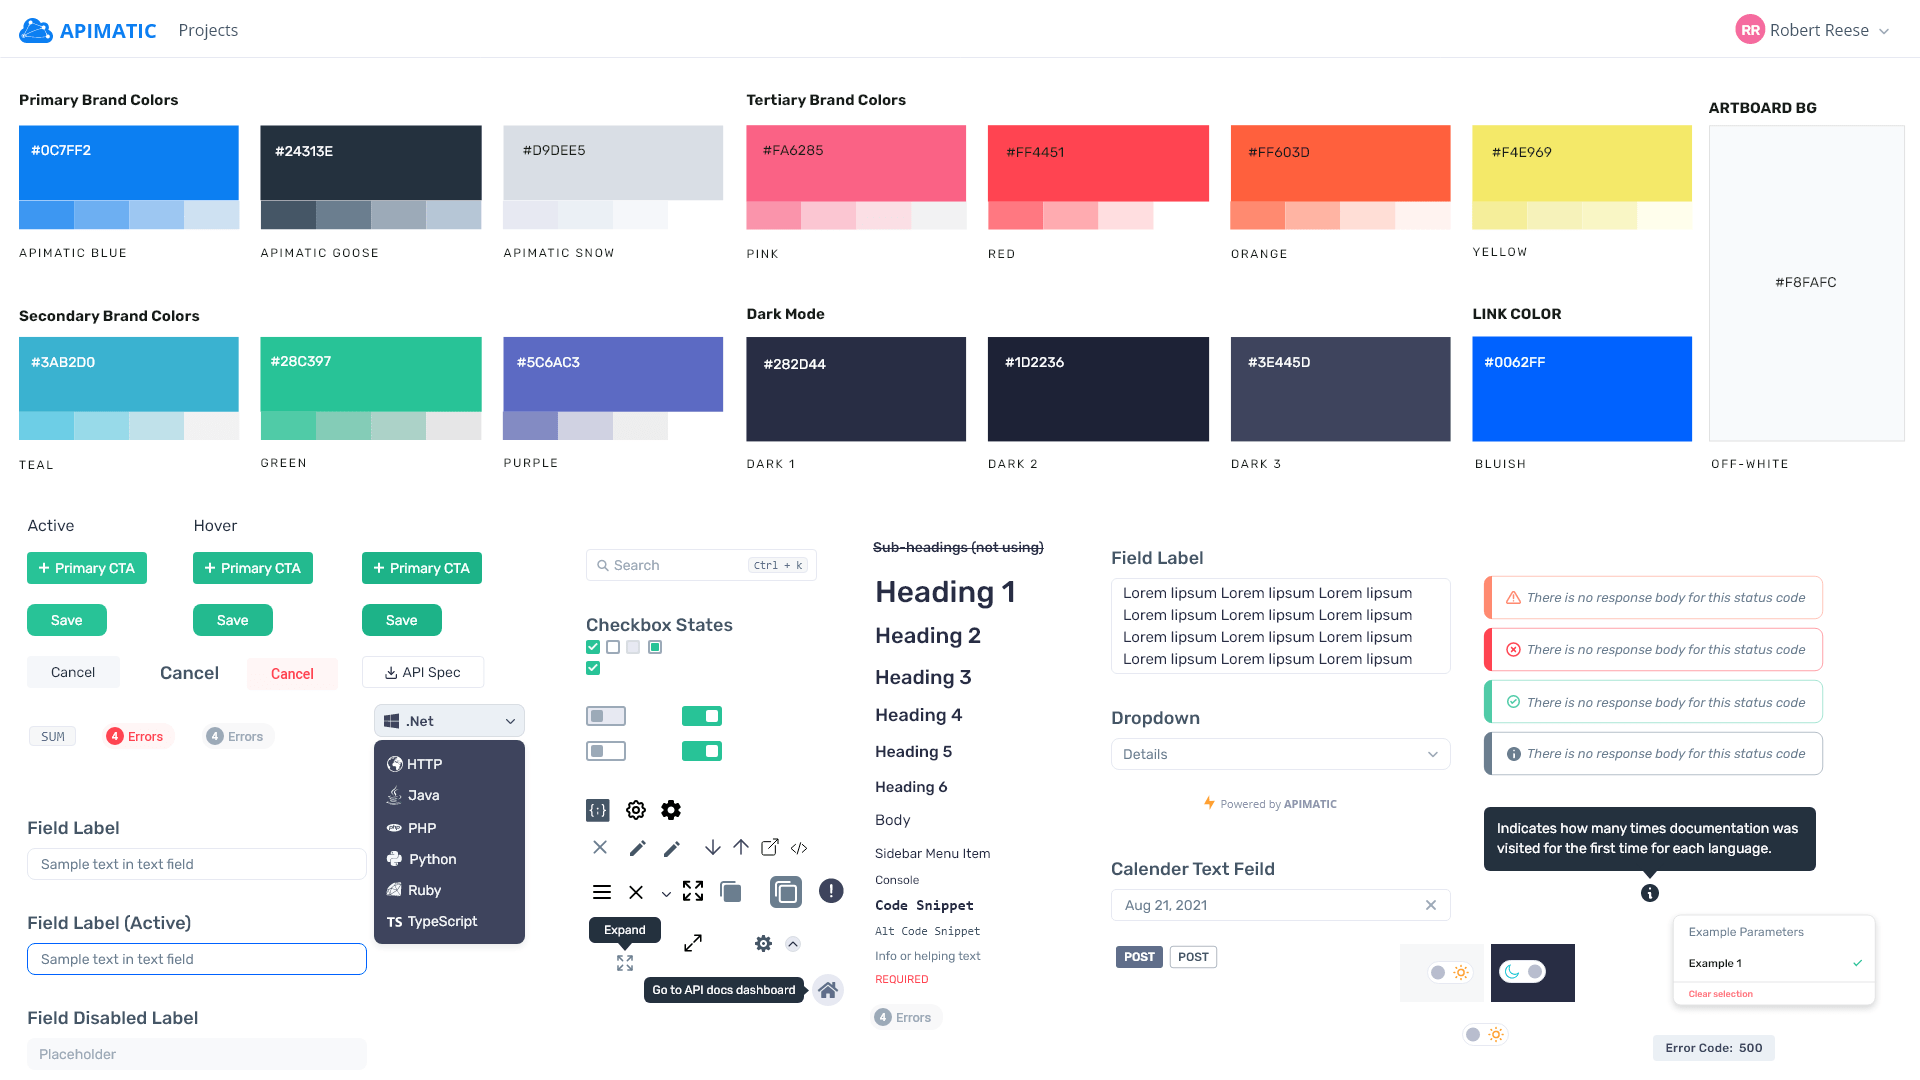 APIMATIC
Projects
RR
Robert Reese
Primary Brand Colors
#0C7FF2
#24313E
#D9DEE5
APIMATIC BLUE
APIMATIC GOOSE
APIMATIC SNOW
Tertiary Brand Colors
#FA6285
#FF4451
#FF603D
#F4E969
PINK
RED
ORANGE
YELLOW
ARTBOARD BG
#F8FAFC
OFF-WHITE
Secondary Brand Colors
#3AB2D0
#28C397
#5C6AC3
TEAL
GREEN
PURPLE
Dark Mode
#282D44
#1D2236
#3E445D
DARK 1
DARK 2
DARK 3
LINK COLOR
#0062FF
BLUISH
Active
Hover
+ Primary CTA
+ Primary CTA
+ Primary CTA
Save
Save
Save
Cancel
Cancel
Cancel
API Spec
SUM
4 Errors
4 Errors
.Net
HTTP
Java
PHP
Python
Ruby
TS TypeScript
Field Label
Sample text in text field
Field Label (Active)
Sample text in text field
Field Disabled Label
Placeholder
Search
Ctrl + k
Checkbox States
Expand
Go to API docs dashboard
Sub-headings (not using)
Heading 1
Heading 2
Heading 3
Heading 4
Heading 5
Heading 6
Body
Sidebar Menu Item
Console
Code Snippet
Alt Code Snippet
Info or helping text
REQUIRED
4 Errors
Field Label
Lorem Iipsum Lorem Iipsum Lorem Iipsum
Lorem Iipsum Lorem Iipsum Lorem Iipsum
Lorem Iipsum Lorem Iipsum Lorem Iipsum
Lorem Iipsum Lorem Iipsum Lorem Iipsum
Dropdown
Details
Powered by APIMATIC
Calender Text Feild
Aug 21, 2021
POST
POST
There is no response body for this status code
There is no response body for this status code
There is no response body for this status code
There is no response body for this status code
Indicates how many times documentation was
visited for the first time for each language.
Example Parameters
Example 1
Clear selection
Error Code: 500